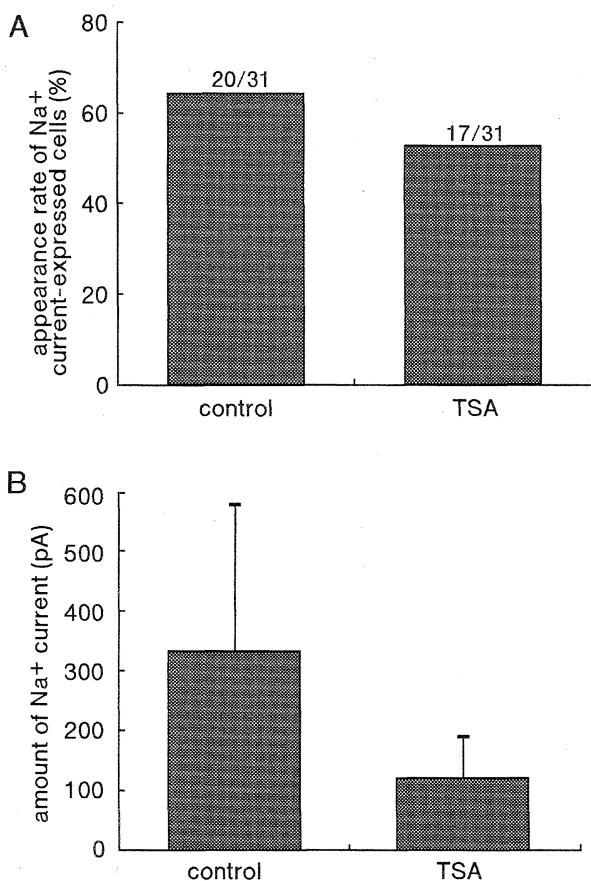 A
appearance rate of Na+
current-expressed cells (%)
80
60
40
20
0
20/31
17/31
control
TSA
B
amount of Na+ current (pA)
600
500
400
300
200
100
0
control
TSA